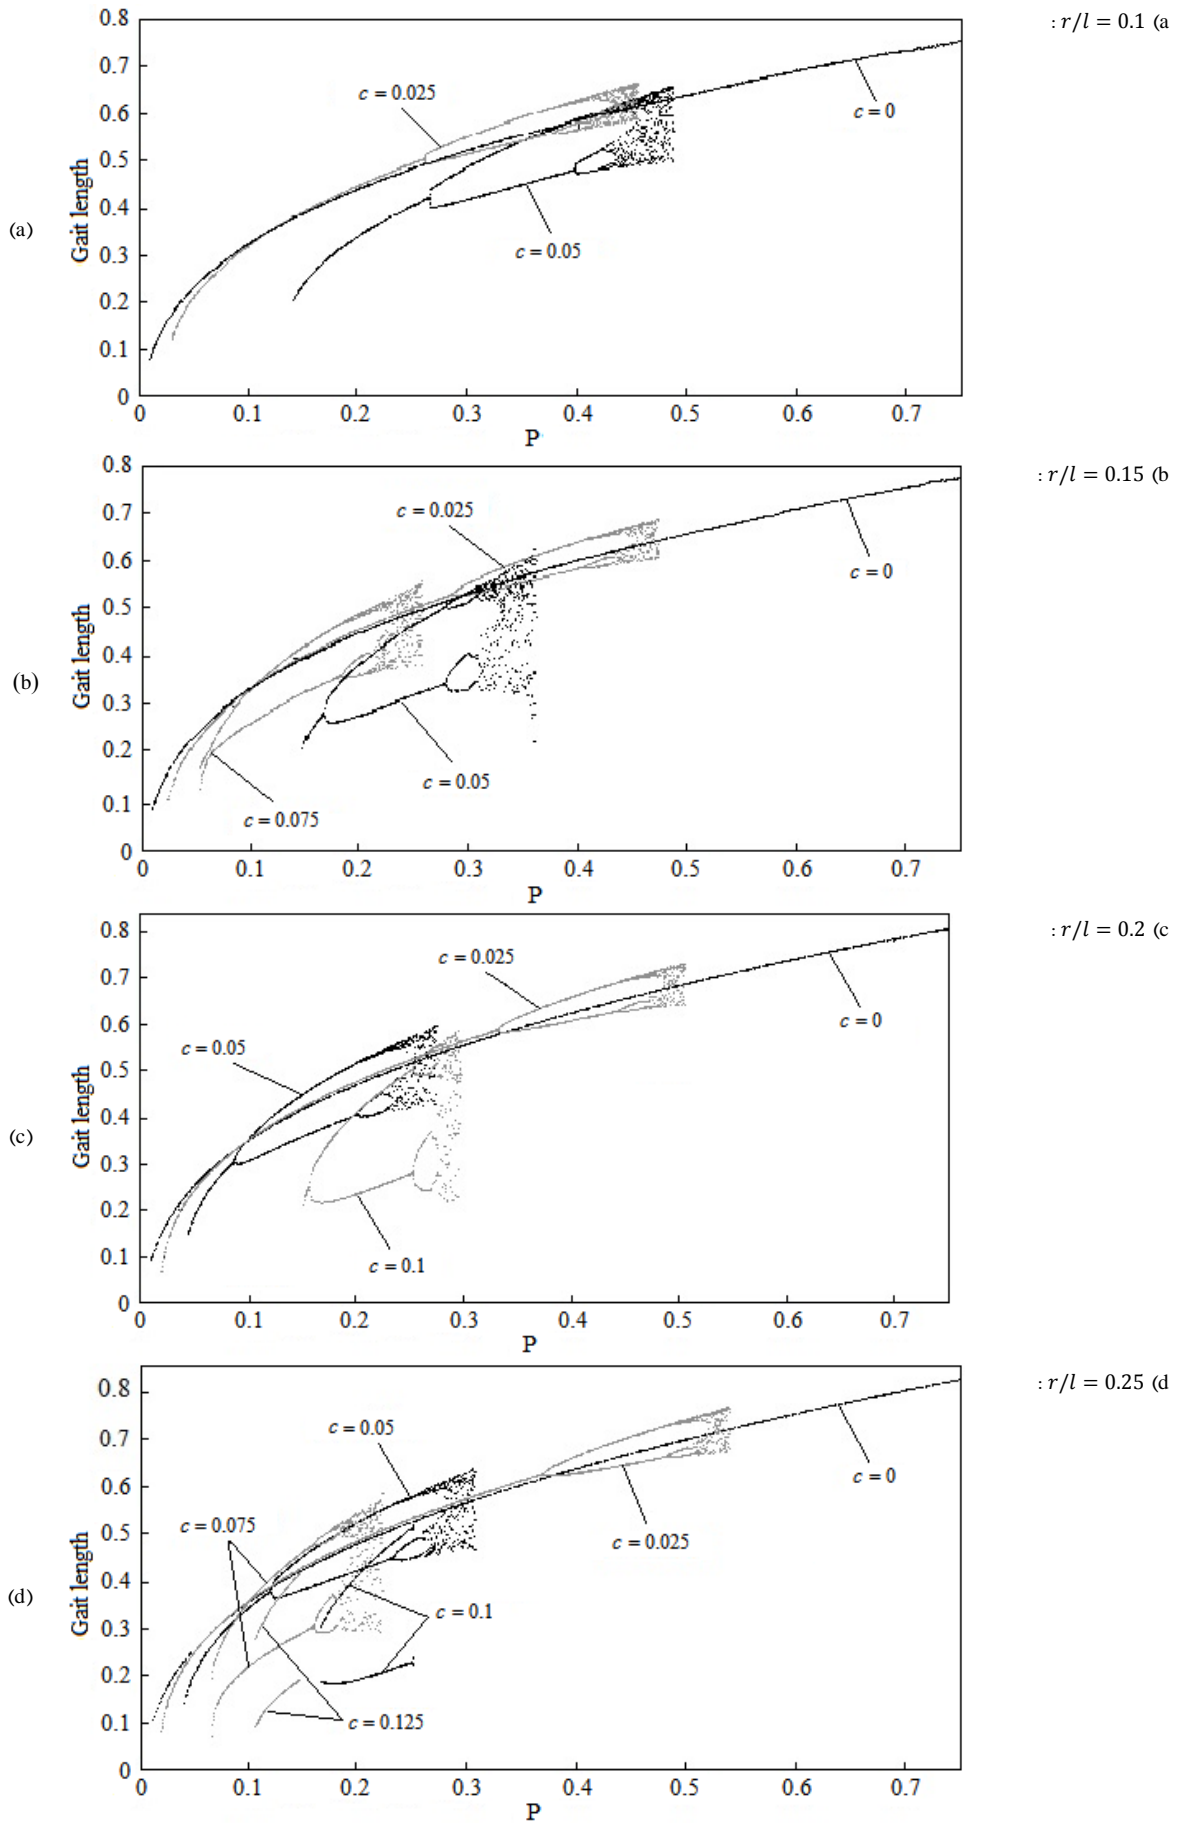 : r/l = 0.1 (a
(a)
Gait length
0.8
0.7
0.6
0.5
0.4
0.3
0.2
0.1
0
c = 0.025
c = 0
c = 0.05
0 0.1 0.2 0.3 0.4 0.5 0.6 0.7
P
: r/l = 0.15 (b
(b)
Gait length
0.8
0.7
0.6
0.5
0.4
0.3
0.2
0.1
0
c = 0.025
c = 0
c = 0.05
c = 0.075
0 0.1 0.2 0.3 0.4 0.5 0.6 0.7
P
: r/l = 0.2 (c
(c)
Gait length
0.8
0.7
0.6
0.5
0.4
0.3
0.2
0.1
0
c = 0.025
c = 0
c = 0.05
c = 0.1
0 0.1 0.2 0.3 0.4 0.5 0.6 0.7
P
: r/l = 0.25 (d
(d)
Gait length
0.8
0.7
0.6
0.5
0.4
0.3
0.2
0.1
0
c = 0.05
c = 0
c = 0.075
c = 0.025
c = 0.1
c = 0.125
0 0.1 0.2 0.3 0.4 0.5 0.6 0.7
P